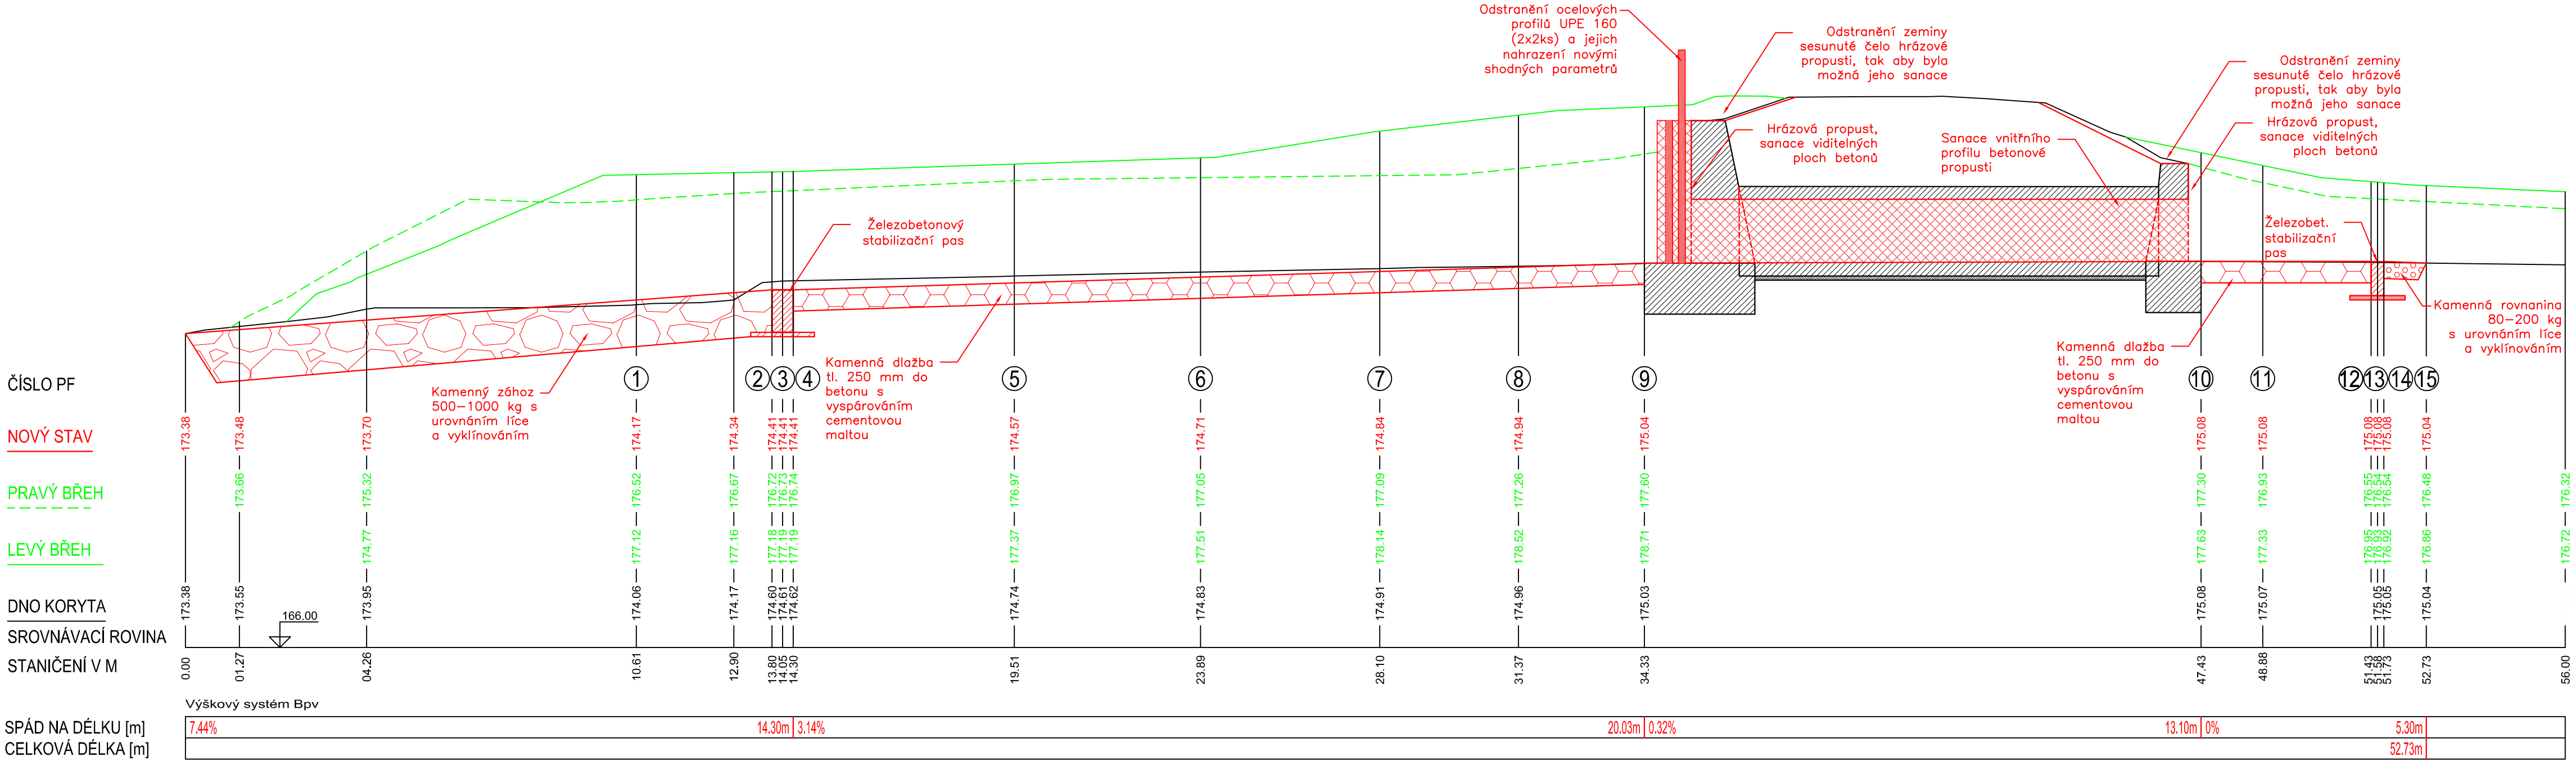 Odstranění ocelových
profilů UPE 160
(2x2ks) a jejich
nahrazení novými
shodných parametrů
Odstranění zeminy
sesunuté čelo hrázové
propusti, tak aby byla
možná jeho sanace
Odstranění zeminy
sesunuté čelo hrázové
propusti, tak aby byla
možná jeho sanace
Hrázová propust,
sanace viditelných
ploch betonů
Sanace vnitřního
profilu betonové
propusti
Hrázová propust,
sanace viditelných
ploch betonů
Železobetonový
stabilizační pas
Železobet.
stabilizační
pas
Kamenná rovnanina
80-200 kg
s urovnáním líce
a vyklínováním
Kamenný zához
500-1000 kg s
urovnáním líce
a vyklínováním
Kamenná dlažba
tl. 250 mm do
betonu s
vyspárováním
cementovou
maltou
Kamenná dlažba
tl. 250 mm do
betonu s
vyspárováním
cementovou
maltou
ČÍSLO PF
1 2 3 4 5 6 7 8 9 10 11 12 13 14 15
NOVÝ STAV
173.38 173.48 173.70 174.17 174.34 174.41 174.41 174.41 174.57 174.71 174.84 174.94 175.04 175.08 175.08 175.08 175.08 175.08 175.04
PRAVÝ BŘEH
173.66 175.32 176.52 176.67 176.72 176.73 176.74 176.97 177.05 177.09 177.26 177.60 177.30 176.93 176.55 176.54 176.54 176.48 176.32
LEVÝ BŘEH
174.77 177.12 177.16 177.18 177.19 177.19 177.37 177.51 178.14 178.52 178.71 177.63 177.33 176.95 176.93 176.92 176.86 176.72
DNO KORYTA
173.38 173.55 173.95 174.06 174.17 174.60 174.61 174.62 174.74 174.83 174.91 174.96 175.03 175.08 175.07 175.05 175.05 175.04
166.00
SROVNÁVACÍ ROVINA
STANIČENÍ V M
0.00 01.27 04.26 10.61 12.90 13.80 14.05 14.30 19.51 23.89 28.10 31.37 34.33 47.43 48.88 51.43 51.58 51.73 52.73 56.00
Výškový systém Bpv
SPÁD NA DÉLKU [m]
7.44% 14.30m 3.14% 20.03m 0.32% 13.10m 0% 5.30m
CELKOVÁ DÉLKA [m]
52.73m